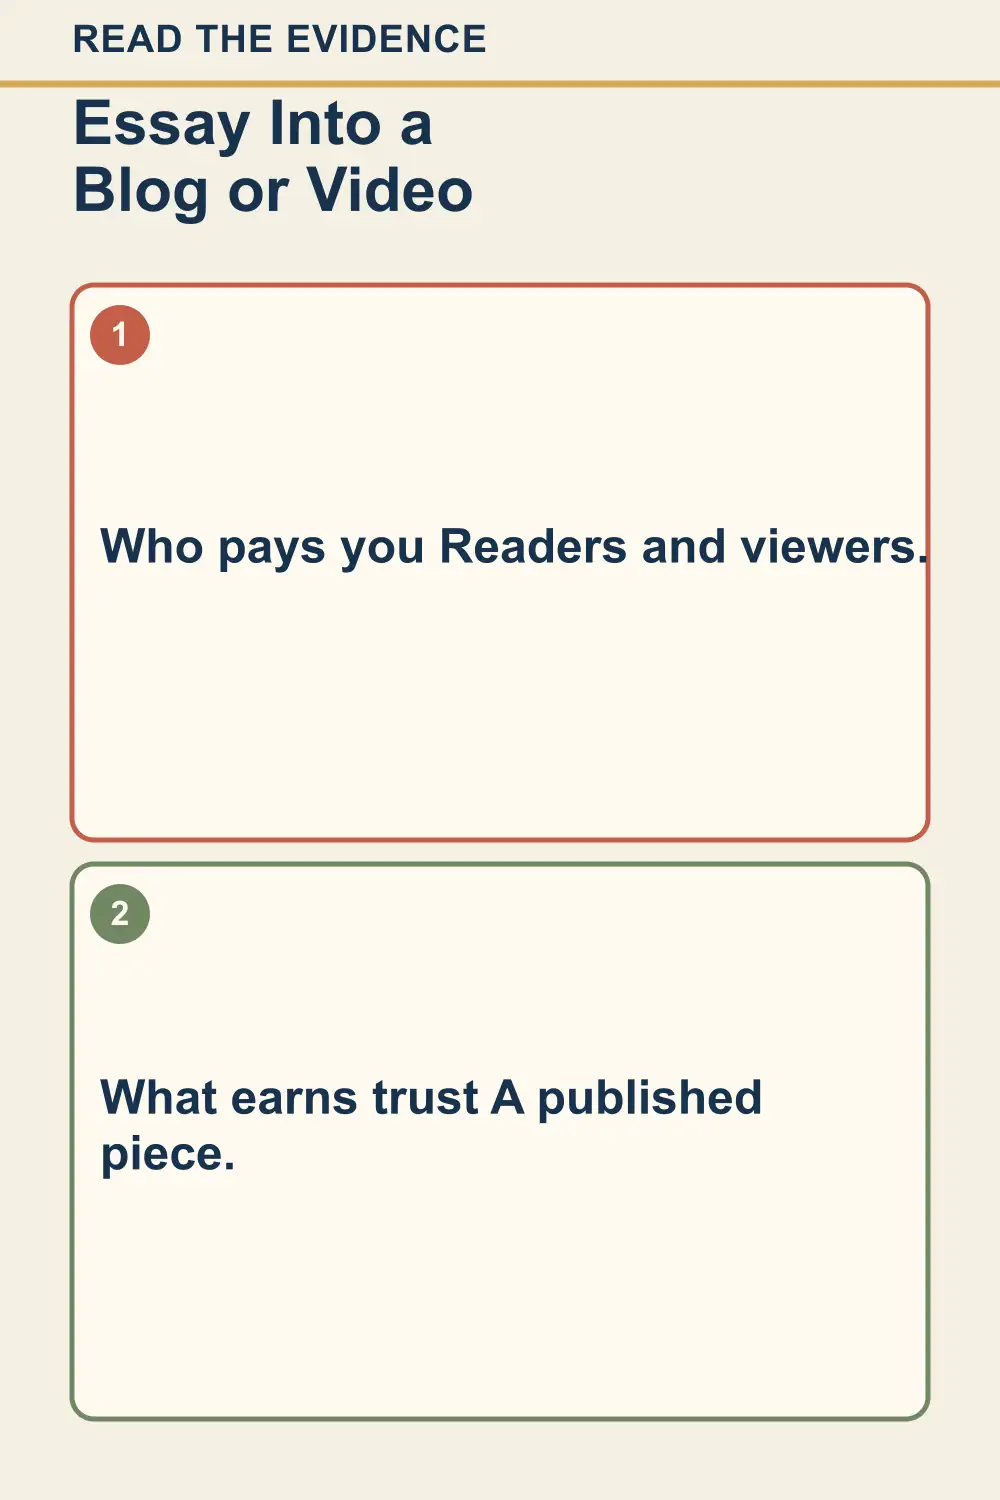 READ THE EVIDENCE
Essay Into a
Blog or Video
1
Who pays you Readers and viewers.
2
What earns trust A published
piece.